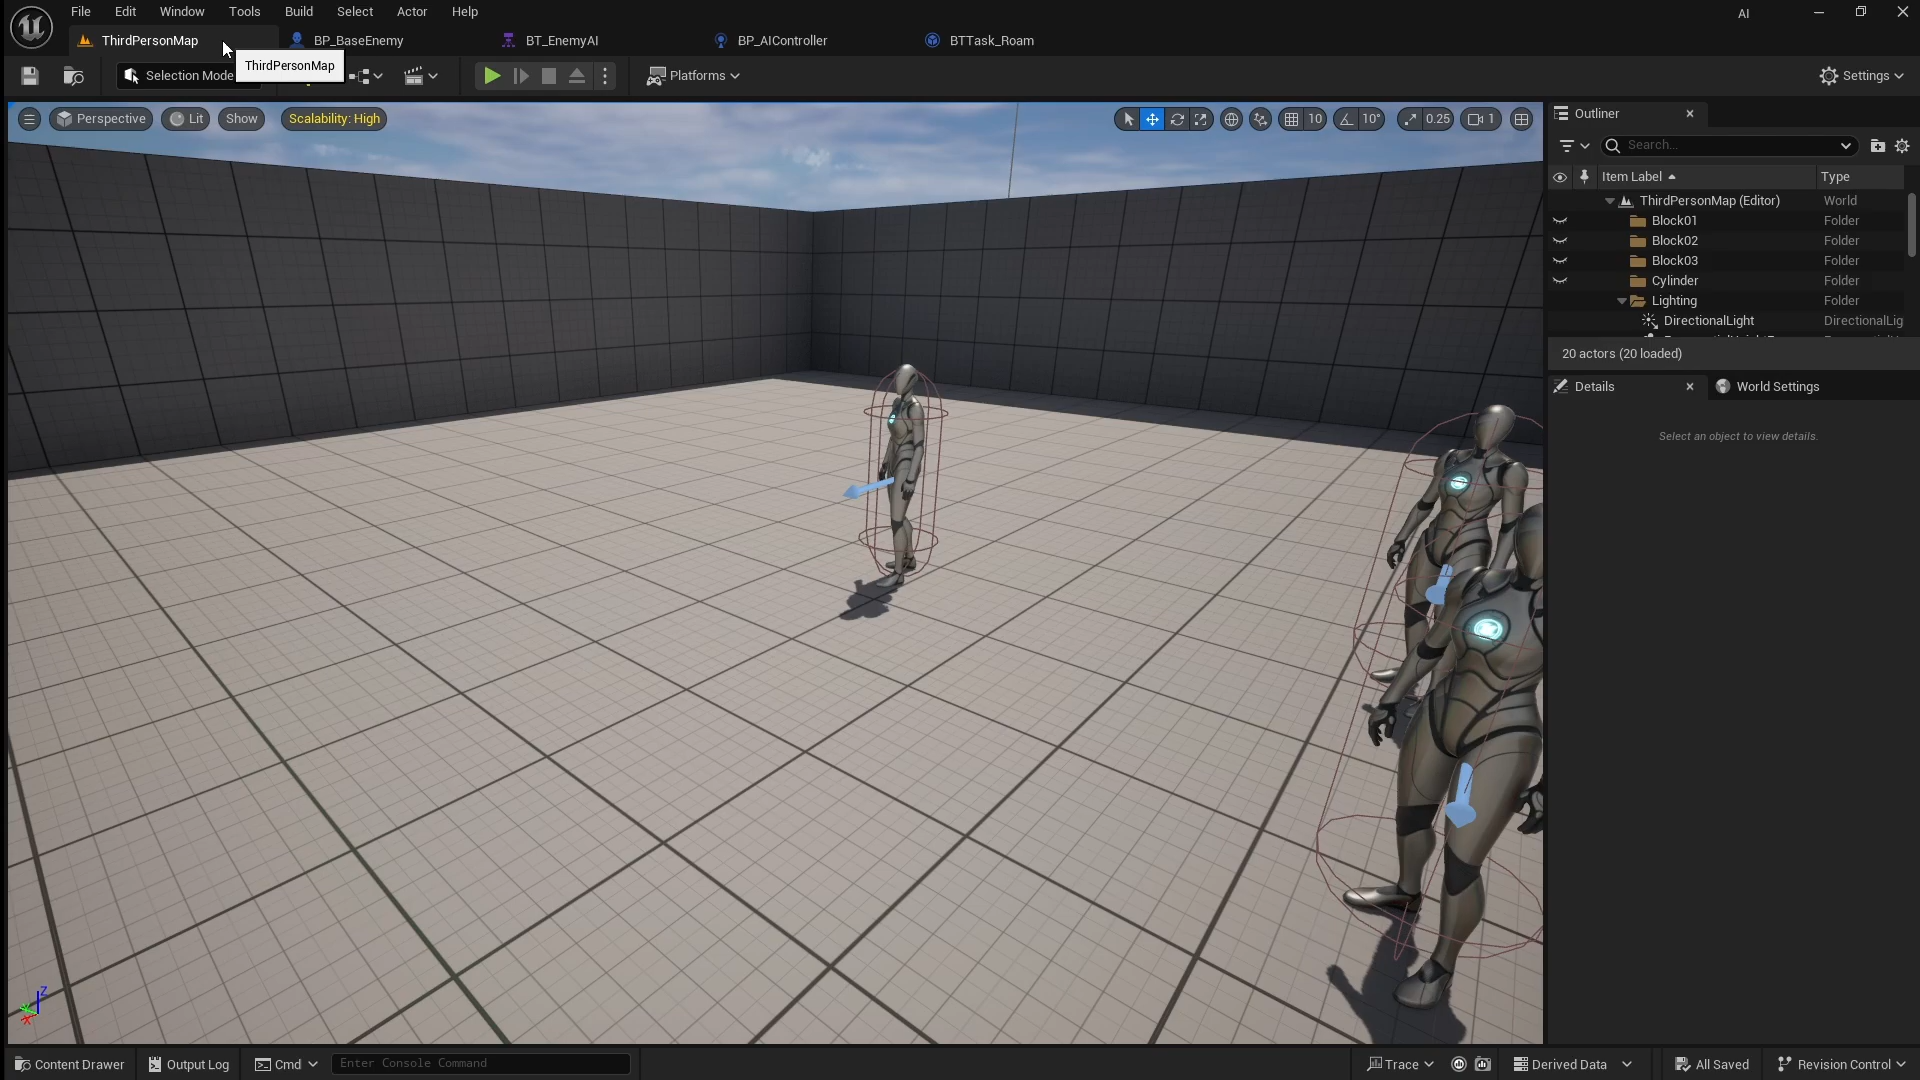 File Edit Window Tools Build Select Actor Help
AI
ThirdPersonMap BP_BaseEnemy BT_EnemyAI BP_AIController BTTask_Roam
ThirdPersonMap
Selection Mode Platforms Settings
Perspective Lit Show Scalability: High 10 10° 0.25 1
Outliner
Search...
Item Label Type
ThirdPersonMap (Editor) World
Block01 Folder
Block02 Folder
Block03 Folder
Cylinder Folder
Lighting Folder
DirectionalLight DirectionalLig
20 actors (20 loaded)
Details World Settings
Select an object to view details.
Z
X
Content Drawer Output Log Cmd Enter Console Command Trace Derived Data All Saved Revision Control